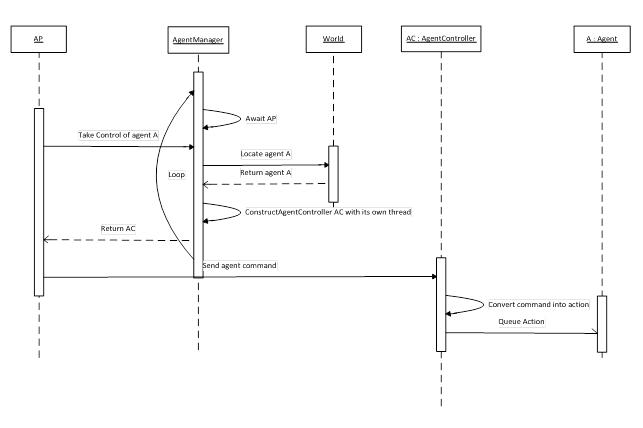 AP
AgentManager
World
AC : AgentController
A : Agent
Await AP
Take Control of agent A
Locate agent A
Return agent A
Loop
ConstructAgentController AC with its own thread
Return AC
Send agent command
Convert command into action
Queue Action